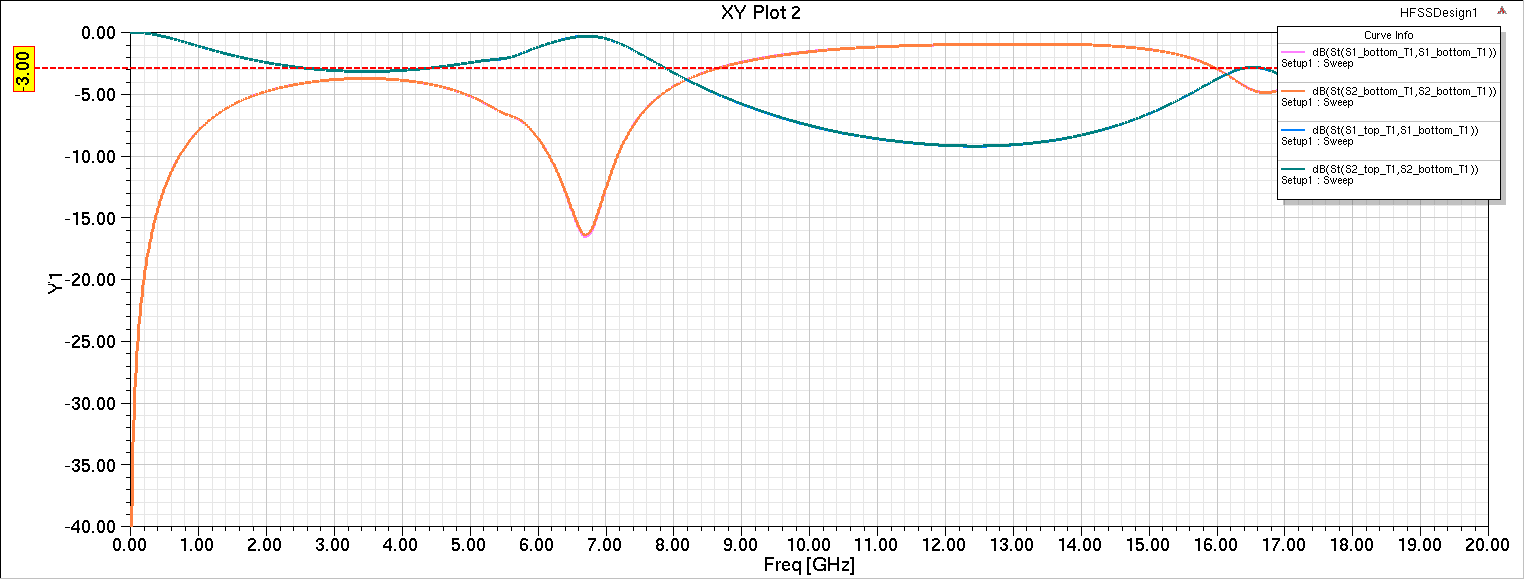 XY Plot 2
HFSSDesign1
Curve Info
dB(St(S1_bottom_T1,S1_bottom_T1))
Setup1 : Sweep
dB(St(S2_bottom_T1,S2_bottom_T1))
Setup1 : Sweep
dB(St(S1_top_T1,S1_bottom_T1))
Setup1 : Sweep
dB(St(S2_top_T1,S2_bottom_T1))
Setup1 : Sweep
-3.00
Y1
0.00
-5.00
-10.00
-15.00
-20.00
-25.00
-30.00
-35.00
-40.00
0.00 1.00 2.00 3.00 4.00 5.00 6.00 7.00 8.00 9.00 10.00 11.00 12.00 13.00 14.00 15.00 16.00 17.00 18.00 19.00 20.00
Freq [GHz]